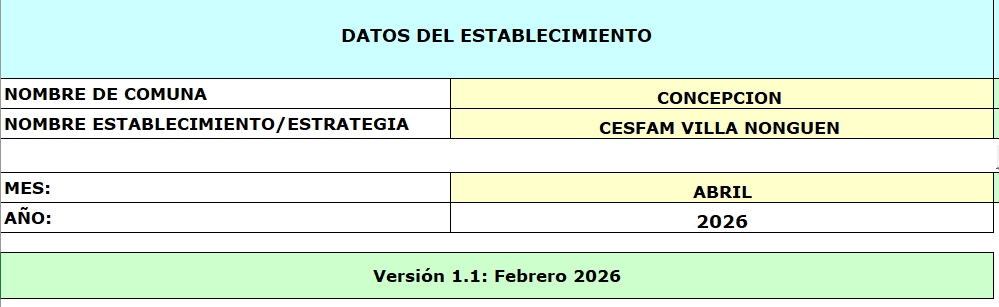 DATOS DEL ESTABLECIMIENTO
NOMBRE DE COMUNA CONCEPCION
NOMBRE ESTABLECIMIENTO/ESTRATEGIA CESFAM VILLA NONGUEN
MES: ABRIL
AÑO: 2026
Versión 1.1: Febrero 2026